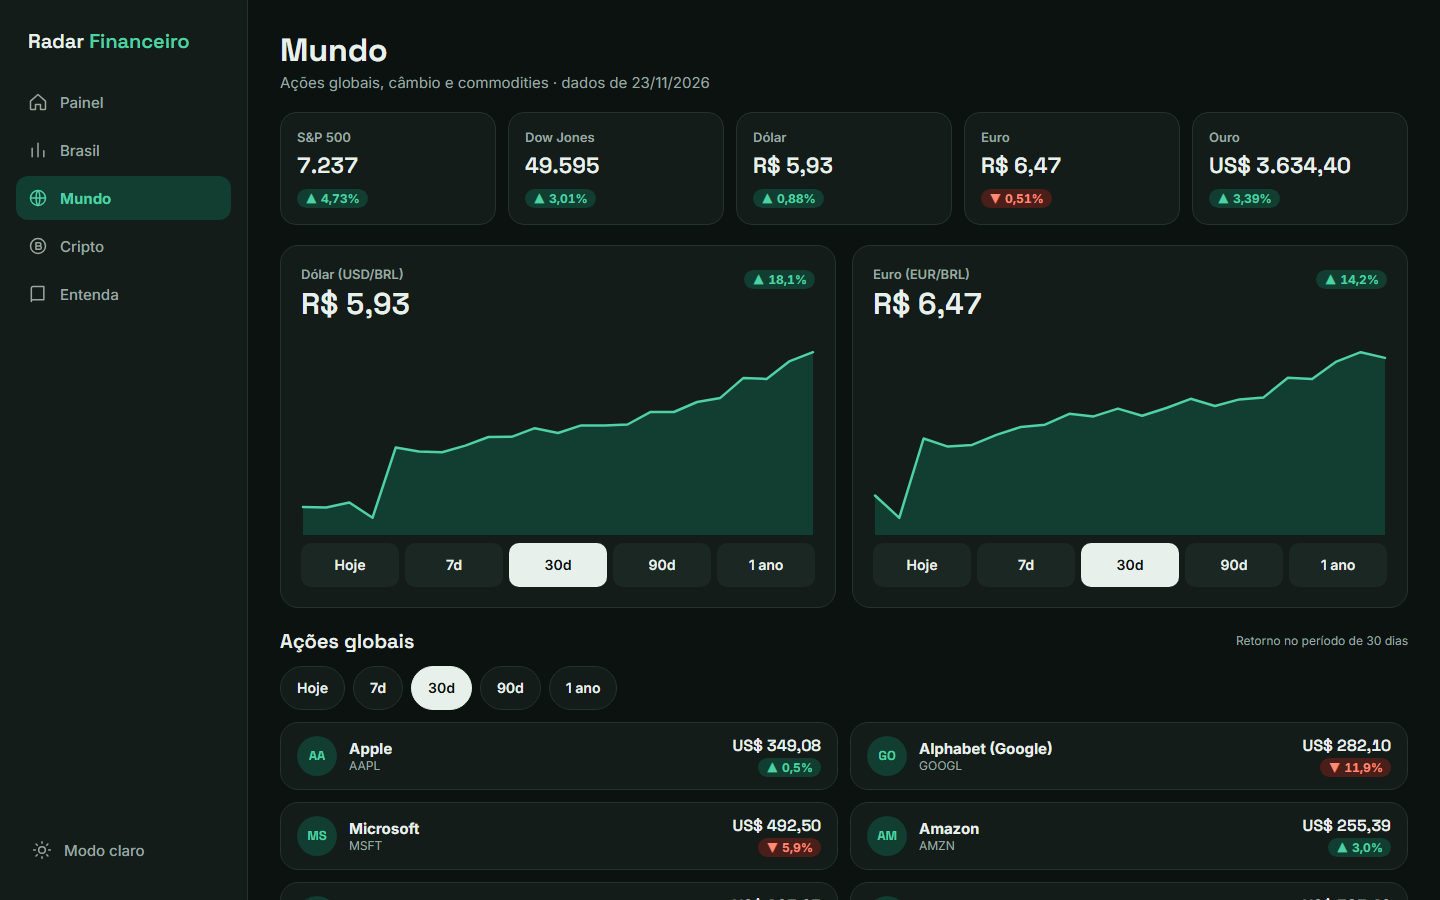 Radar Financeiro
Painel
Brasil
Mundo
Cripto
Entenda
Modo claro
Mundo
Ações globais, câmbio e commodities · dados de 23/11/2026
S&P 500
7.237
▲ 4,73%
Dow Jones
49.595
▲ 3,01%
Dólar
R$ 5,93
▲ 0,88%
Euro
R$ 6,47
▼ 0,51%
Ouro
US$ 3.634,40
▲ 3,39%
Dólar (USD/BRL)
R$ 5,93
▲ 18,1%
Hoje 7d 30d 90d 1 ano
Euro (EUR/BRL)
R$ 6,47
▲ 14,2%
Hoje 7d 30d 90d 1 ano
Ações globais
Retorno no período de 30 dias
Hoje 7d 30d 90d 1 ano
AA
Apple
AAPL
US$ 349,08
▲ 0,5%
GO
Alphabet (Google)
GOOGL
US$ 282,10
▼ 11,9%
MS
Microsoft
MSFT
US$ 492,50
▼ 5,9%
AM
Amazon
AMZN
US$ 255,39
▲ 3,0%